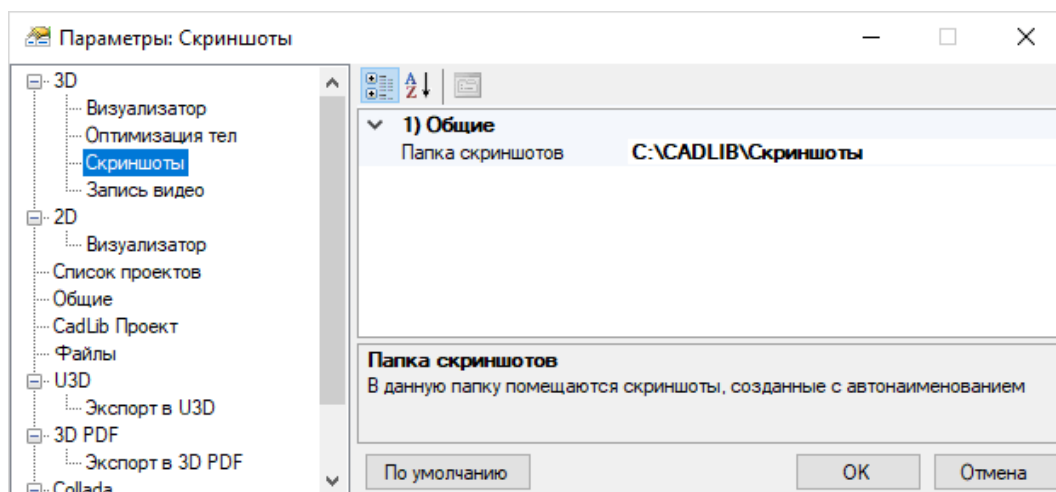 Параметры: Скриншоты
3D
Визуализатор
Оптимизация тел
Скриншоты
Запись видео
2D
Визуализатор
Список проектов
Общие
CadLib Проект
Файлы
U3D
Экспорт в U3D
3D PDF
Экспорт в 3D PDF
Collada
1) Общие
Папка скриншотов C:\CADLIB\Скриншоты
Папка скриншотов
В данную папку помещаются скриншоты, созданные с автонаименованием
По умолчанию OK Отмена